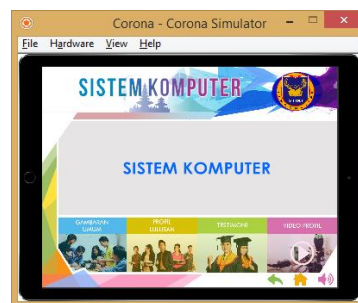 Corona - Corona Simulator
File Hardware View Help
SISTEM KOMPUTER
SISTEM KOMPUTER
GAMBARAN UMUM
PROFIL LULUSAN
TESTIMONI
VIDEO PROFIL